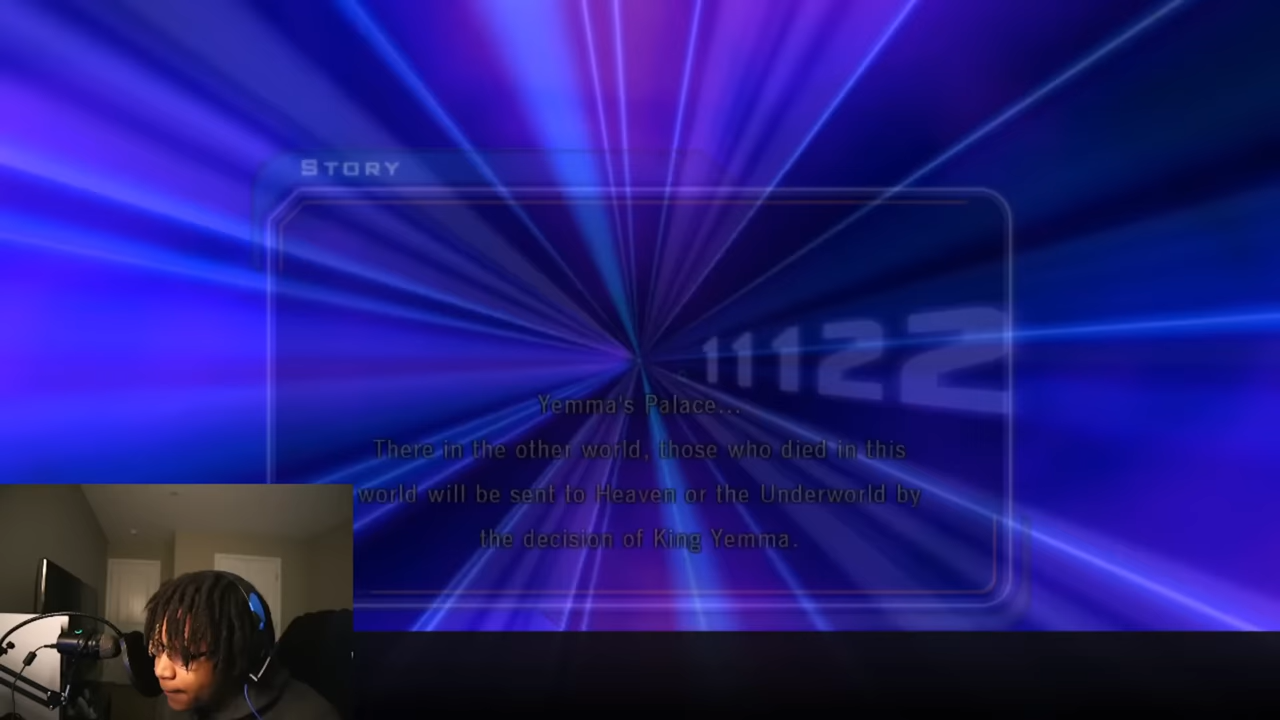 Story
11122
Yemma's Palace...
There in the other world, those who died in this
world will be sent to Heaven or the Underworld by
the decision of King Yemma.